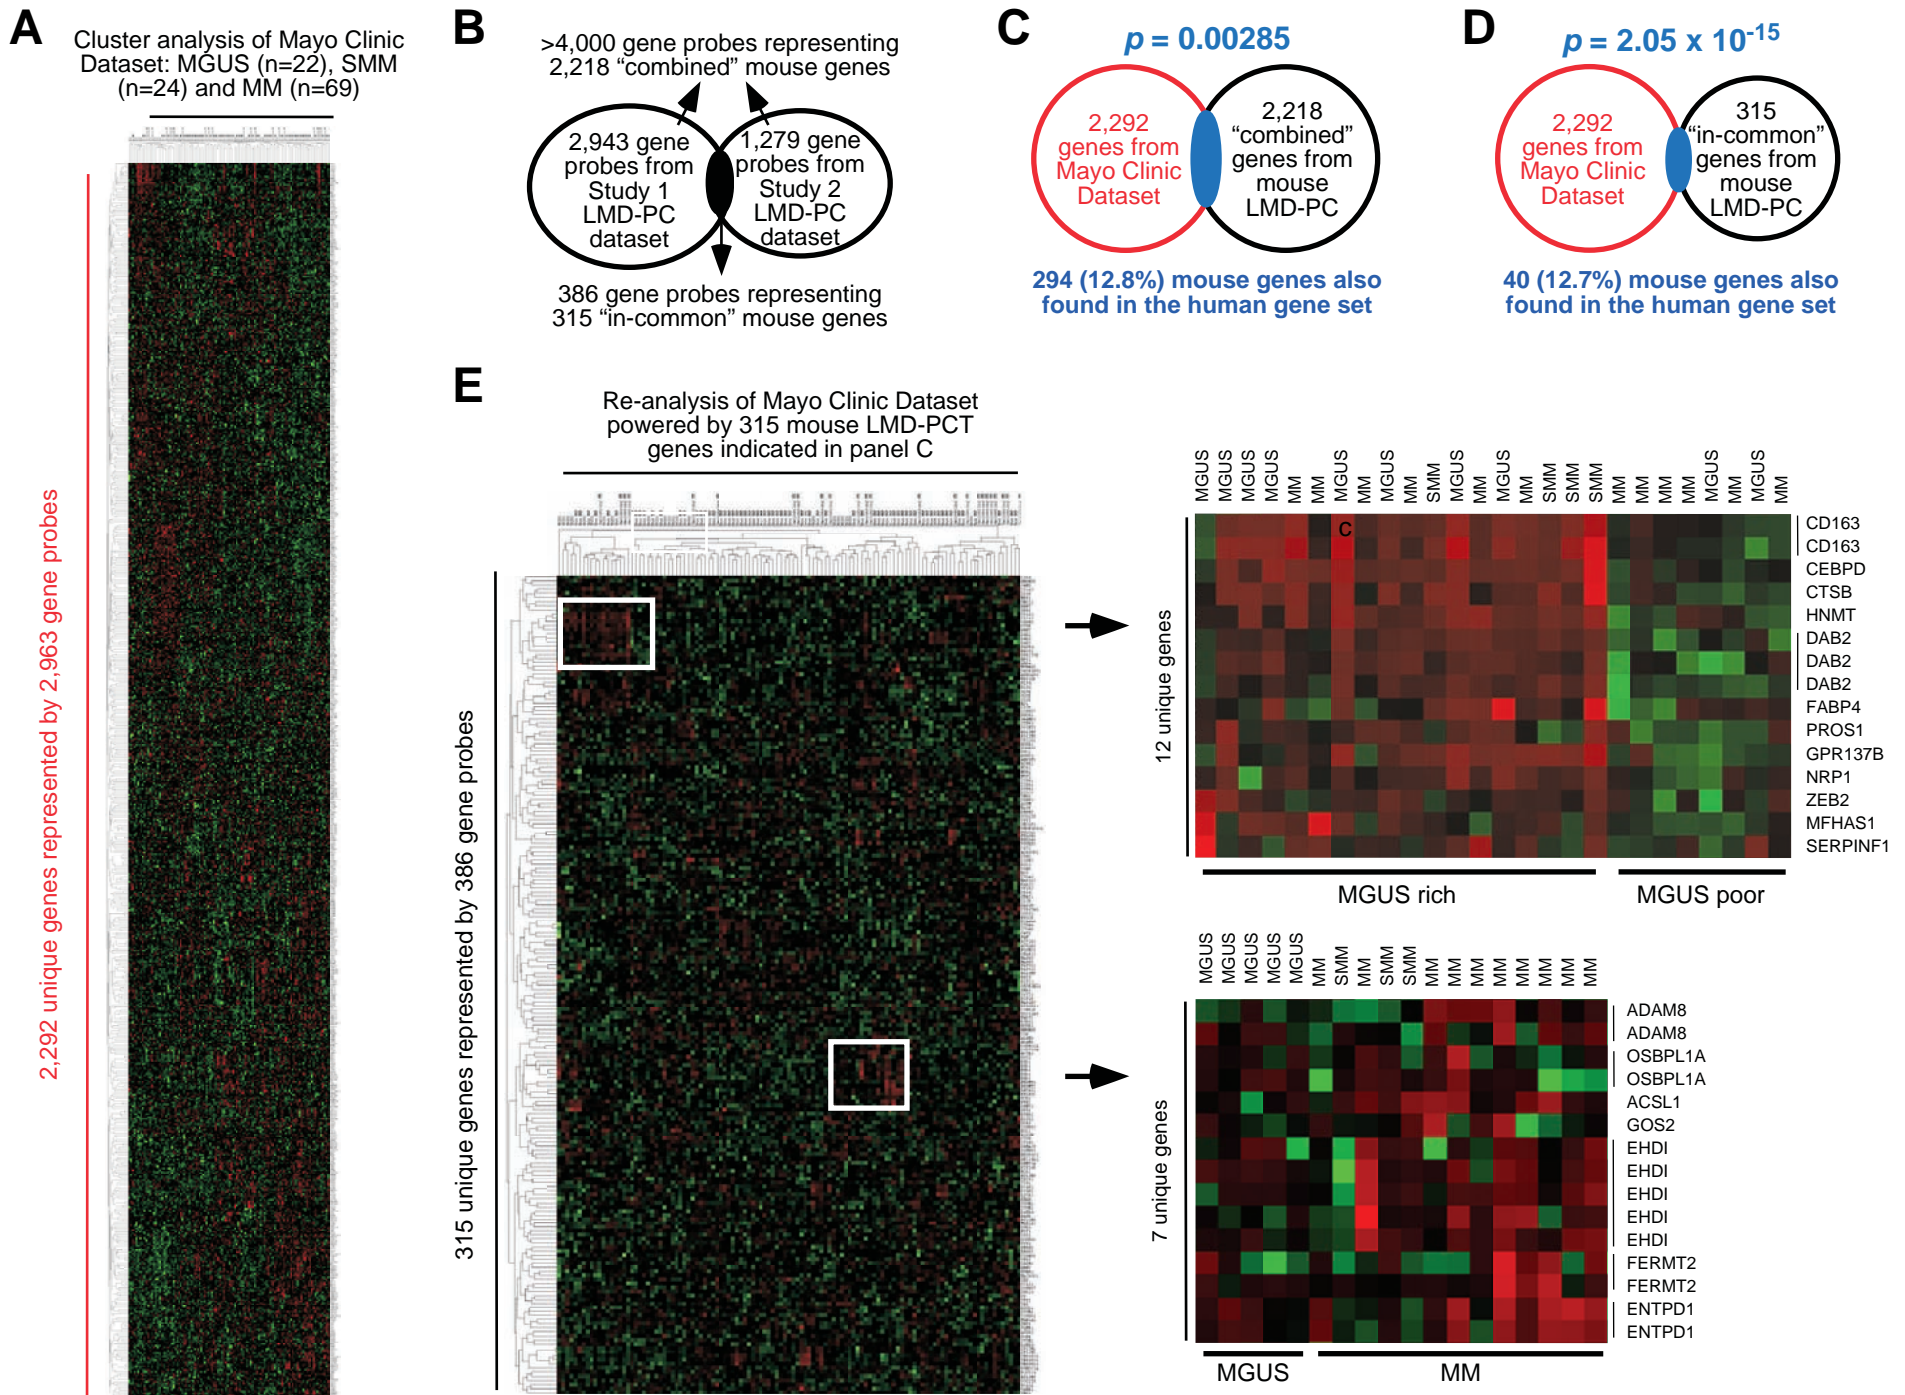 A
Cluster analysis of Mayo Clinic
Dataset: MGUS (n=22), SMM
(n=24) and MM (n=69)
2,292 unique genes represented by 2,963 gene probes
B
>4,000 gene probes representing
2,218 “combined” mouse genes
2,943 gene
probes from
Study 1
LMD-PC
dataset
1,279 gene
probes from
Study 2
LMD-PC
dataset
386 gene probes representing
315 “in-common” mouse genes
C
p = 0.00285
2,292
genes from
Mayo Clinic
Dataset
2,218
“combined”
genes from
mouse
LMD-PC
294 (12.8%) mouse genes also
found in the human gene set
D
p = 2.05 x 10-15
2,292
genes from
Mayo Clinic
Dataset
315
“in-common”
genes from
mouse
LMD-PC
40 (12.7%) mouse genes also
found in the human gene set
E
Re-analysis of Mayo Clinic Dataset
powered by 315 mouse LMD-PCT
genes indicated in panel C
315 unique genes represented by 386 gene probes
MGUS
MGUS
MGUS
MGUS
MM
MM
MGUS
MM
MGUS
MM
SMM
MGUS
MM
MGUS
MM
SMM
SMM
SMM
MM
MM
MM
MM
MGUS
MM
MGUS
MM
c
12 unique genes
CD163
CD163
CEBPD
CTSB
HNMT
DAB2
DAB2
DAB2
FABP4
PROS1
GPR137B
NRP1
ZEB2
MFHAS1
SERPINF1
MGUS rich
MGUS poor
MGUS
MGUS
MGUS
MGUS
MGUS
MM
SMM
MM
SMM
SMM
MM
MM
MM
MM
MM
MM
MM
MM
7 unique genes
ADAM8
ADAM8
OSBPL1A
OSBPL1A
ACSL1
GOS2
EHDI
EHDI
EHDI
EHDI
EHDI
FERMT2
FERMT2
ENTPD1
ENTPD1
MGUS
MM